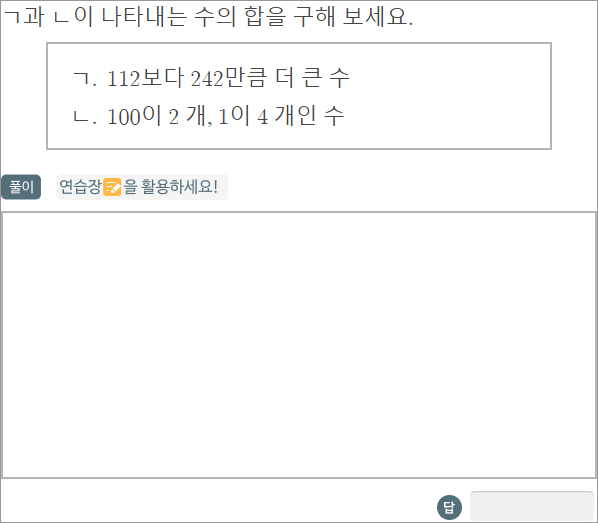 ㄱ과 ㄴ이 나타내는 수의 합을 구해 보세요.
ㄱ. 112보다 242만큼 더 큰 수
ㄴ. 100이 2 개, 1이 4 개인 수
풀이 연습장을 활용하세요!
답